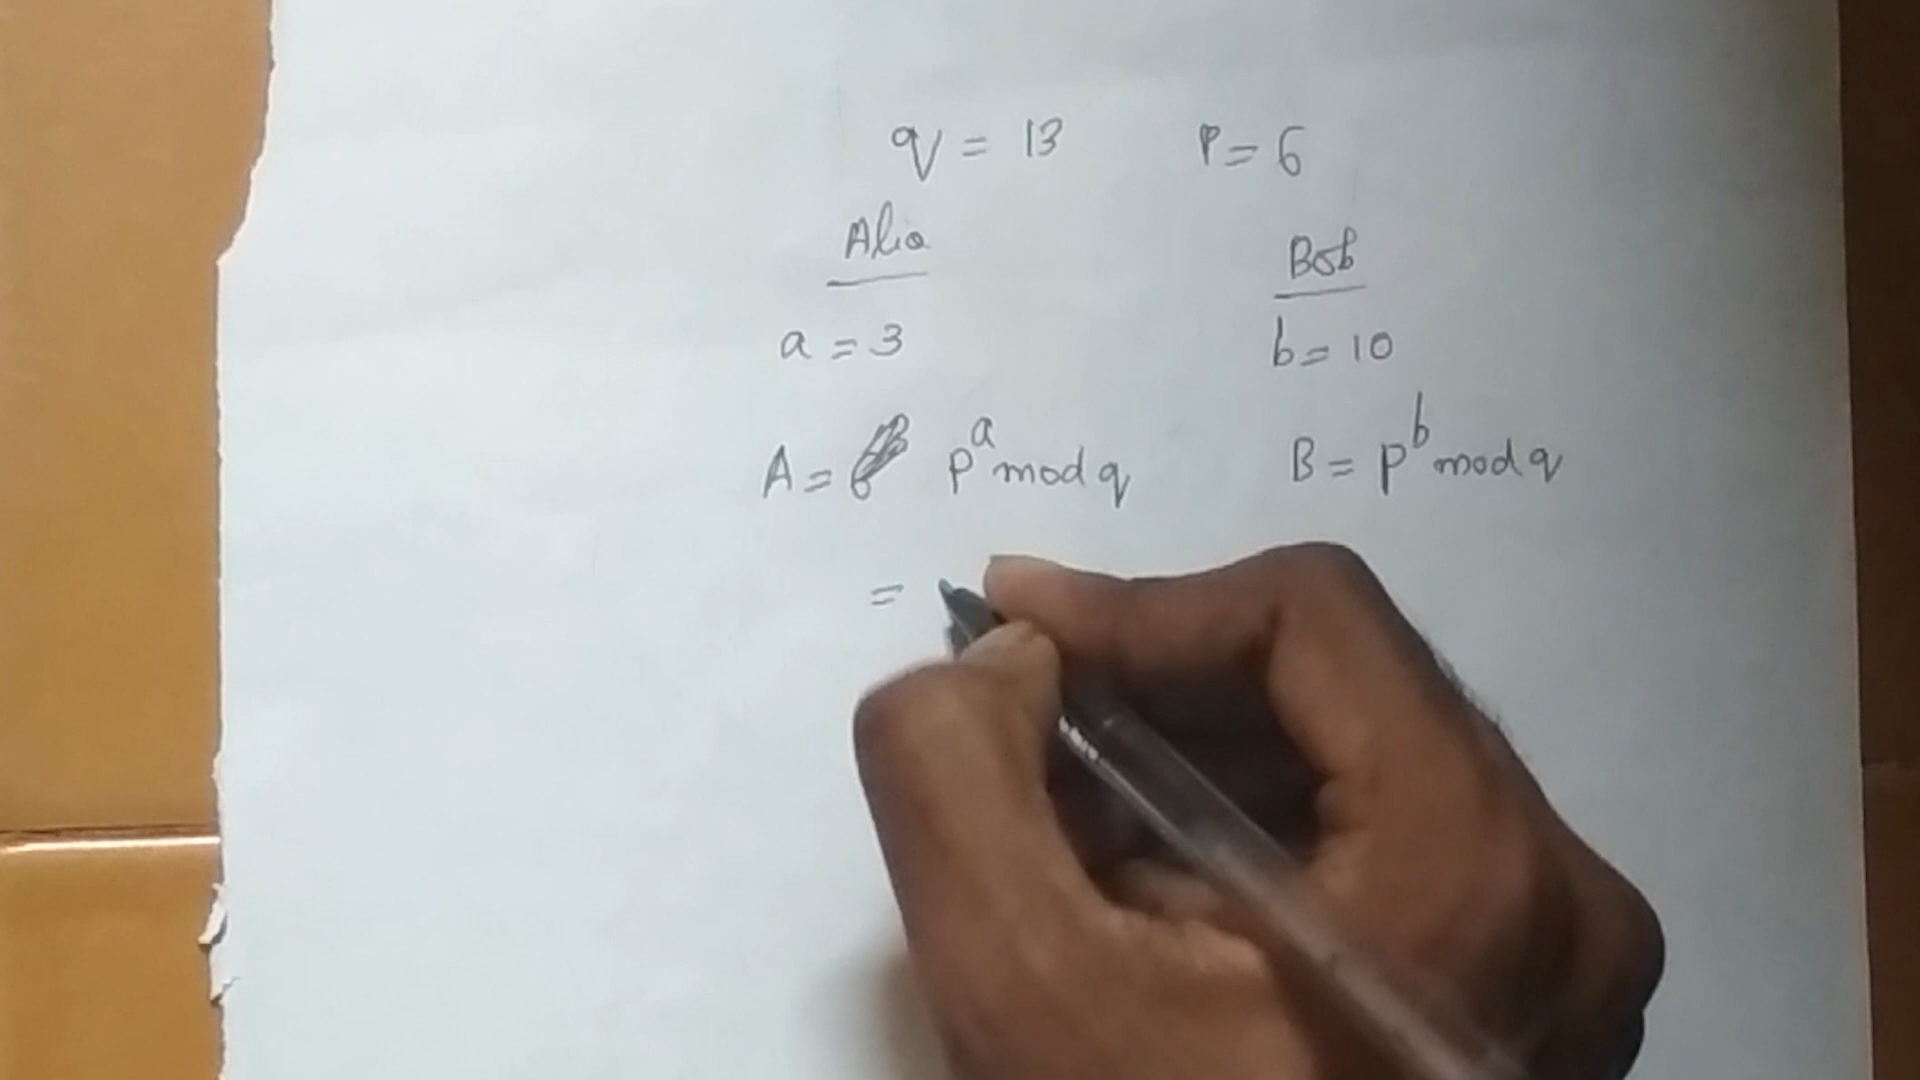 q = 13 P = 6
Alia Bob
a = 3 b = 10
A = p^a mod q B = p^b mod q
=